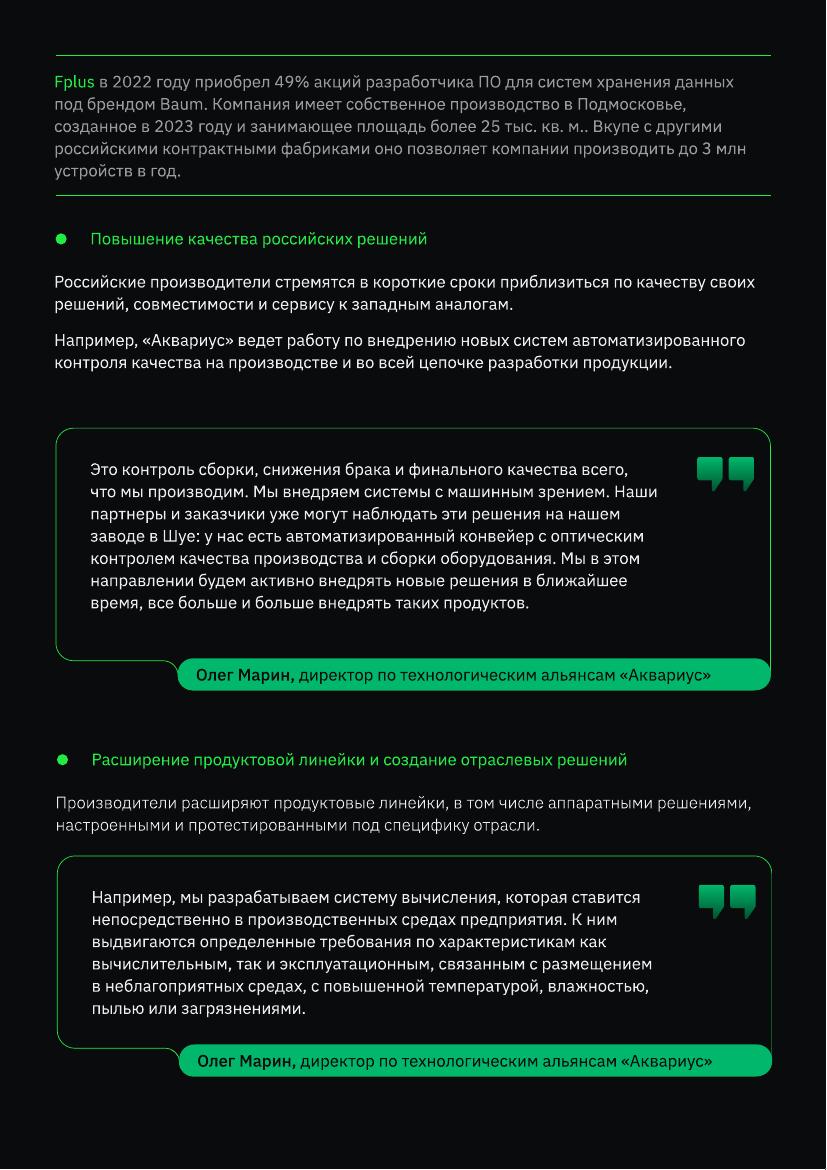 Fplus в 2022 году приобрел 49% акций разработчика ПО для систем хранения данных
под брендом Baum. Компания имеет собственное производство в Подмосковье,
созданное в 2023 году и занимающее площадь более 25 тыс. кв. м.. Вкупе с другими
российскими контрактными фабриками оно позволяет компании производить до 3 млн
устройств в год.
Повышение качества российских решений
Российские производители стремятся в короткие сроки приблизиться по качеству своих
решений, совместимости и сервису к западным аналогам.
Например, «Аквариус» ведет работу по внедрению новых систем автоматизированного
контроля качества на производстве и во всей цепочке разработки продукции.
Это контроль сборки, снижения брака и финального качества всего,
что мы производим. Мы внедряем системы с машинным зрением. Наши
партнеры и заказчики уже могут наблюдать эти решения на нашем
заводе в Шуе: у нас есть автоматизированный конвейер с оптическим
контролем качества производства и сборки оборудования. Мы в этом
направлении будем активно внедрять новые решения в ближайшее
время, все больше и больше внедрять таких продуктов.
Олег Марин, директор по технологическим альянсам «Аквариус»
Расширение продуктовой линейки и создание отраслевых решений
Производители расширяют продуктовые линейки, в том числе аппаратными решениями,
настроенными и протестированными под специфику отрасли.
Например, мы разрабатываем систему вычисления, которая ставится
непосредственно в производственных средах предприятия. К ним
выдвигаются определенные требования по характеристикам как
вычислительным, так и эксплуатационным, связанным с размещением
в неблагоприятных средах, с повышенной температурой, влажностью,
пылью или загрязнениями.
Олег Марин, директор по технологическим альянсам «Аквариус»